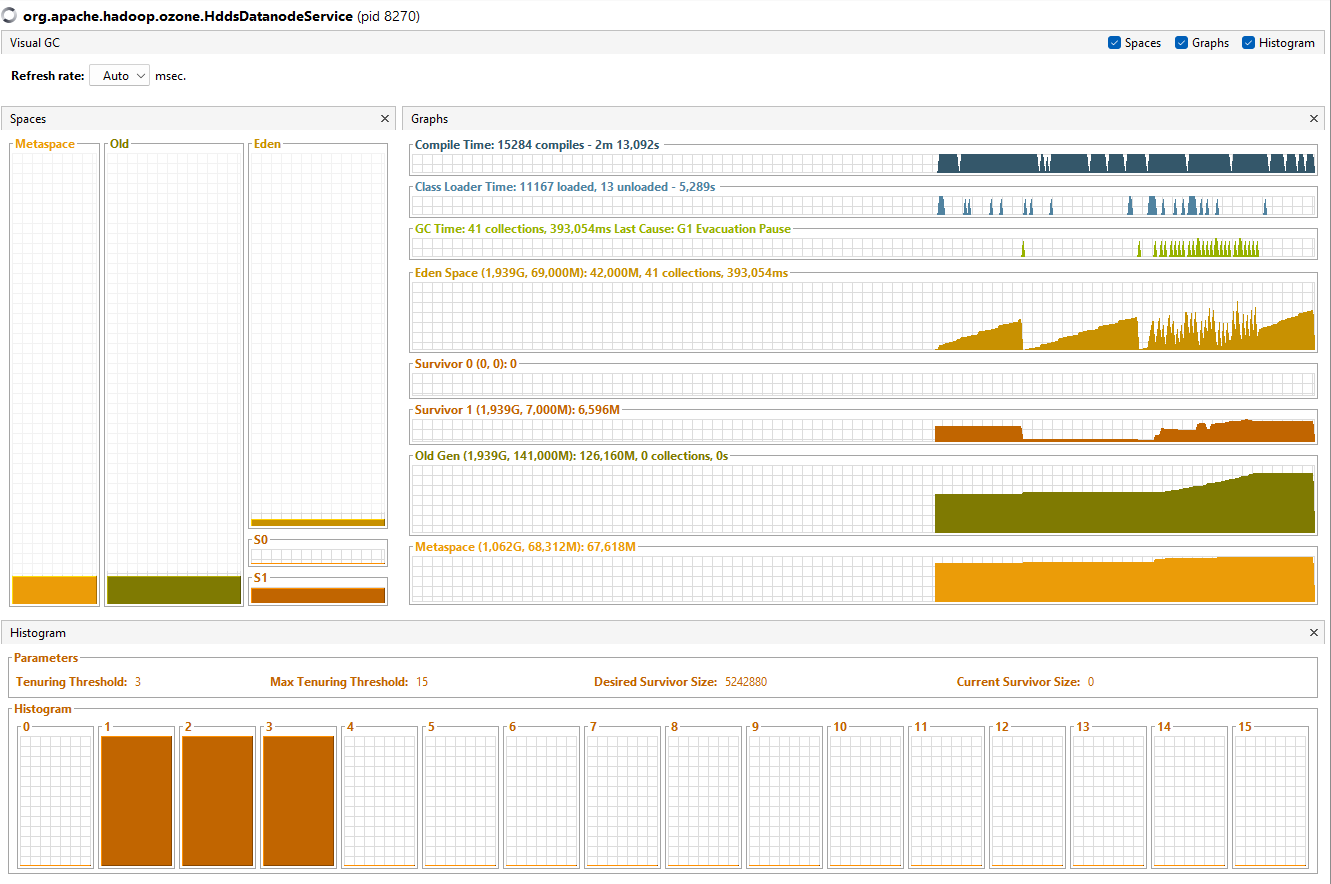 org.apache.hadoop.ozone.HddsDatanodeService (pid 8270)
Visual GC
Spaces Graphs Histogram
Refresh rate: Auto msec.
Spaces
Metaspace Old Eden
S0
S1
Graphs
Compile Time: 15284 compiles - 2m 13,092s
Class Loader Time: 11167 loaded, 13 unloaded - 5,289s
GC Time: 41 collections, 393,054ms Last Cause: G1 Evacuation Pause
Eden Space (1,939G, 69,000M): 42,000M, 41 collections, 393,054ms
Survivor 0 (0, 0): 0
Survivor 1 (1,939G, 7,000M): 6,596M
Old Gen (1,939G, 141,000M): 126,160M, 0 collections, 0s
Metaspace (1,062G, 68,312M): 67,618M
Histogram
Parameters
Tenuring Threshold: 3 Max Tenuring Threshold: 15 Desired Survivor Size: 5242880 Current Survivor Size: 0
Histogram
0 1 2 3 4 5 6 7 8 9 10 11 12 13 14 15